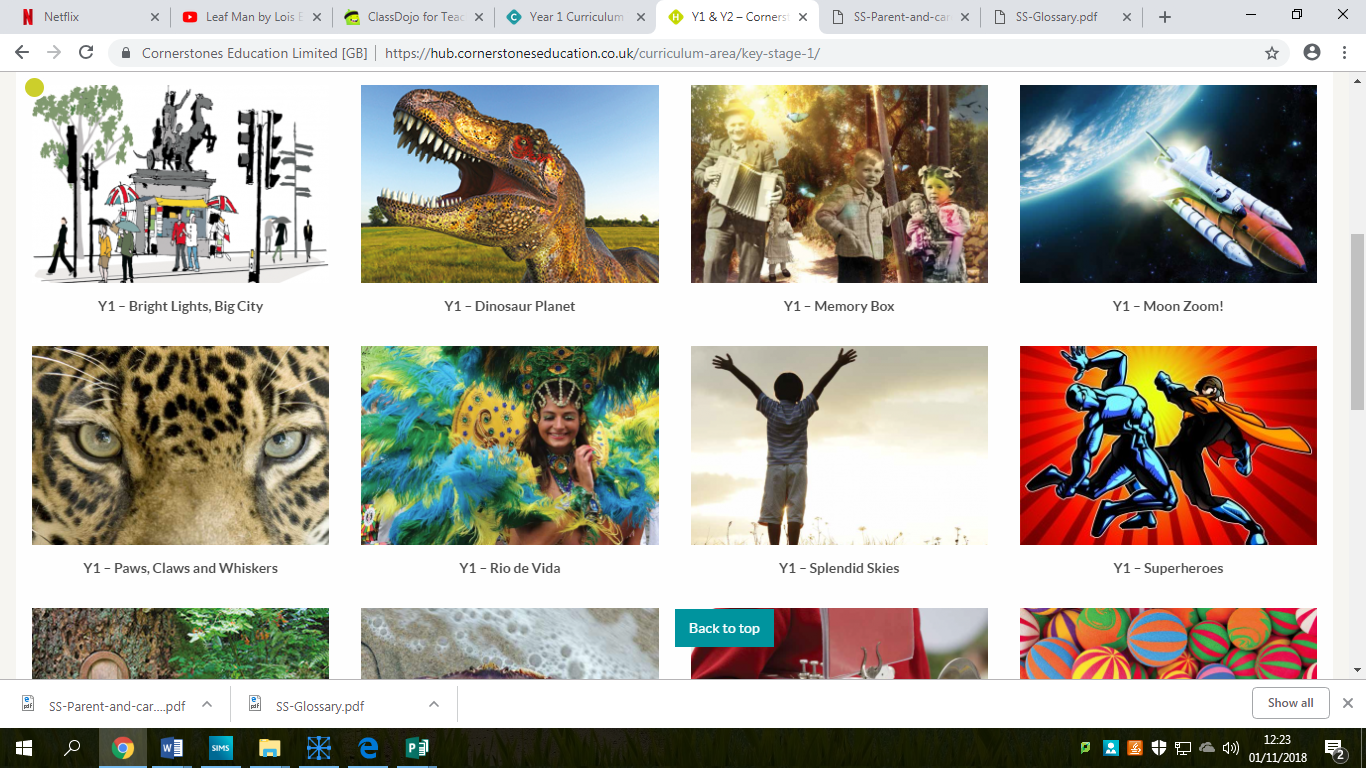 Netflix
Leaf Man by Lois E
ClassDojo for Teac
Year 1 Curriculum
Y1 & Y2 – Cornerst
SS-Parent-and-car
SS-Glossary.pdf
Cornerstones Education Limited [GB]
https://hub.cornerstoneseducation.co.uk/curriculum-area/key-stage-1/
Y1 – Bright Lights, Big City
Y1 – Dinosaur Planet
Y1 – Memory Box
Y1 – Moon Zoom!
Y1 – Paws, Claws and Whiskers
Y1 – Rio de Vida
Y1 – Splendid Skies
Y1 – Superheroes
Back to top
SS-Parent-and-car....pdf
SS-Glossary.pdf
Show all
SIMS
12:23
01/11/2018
2